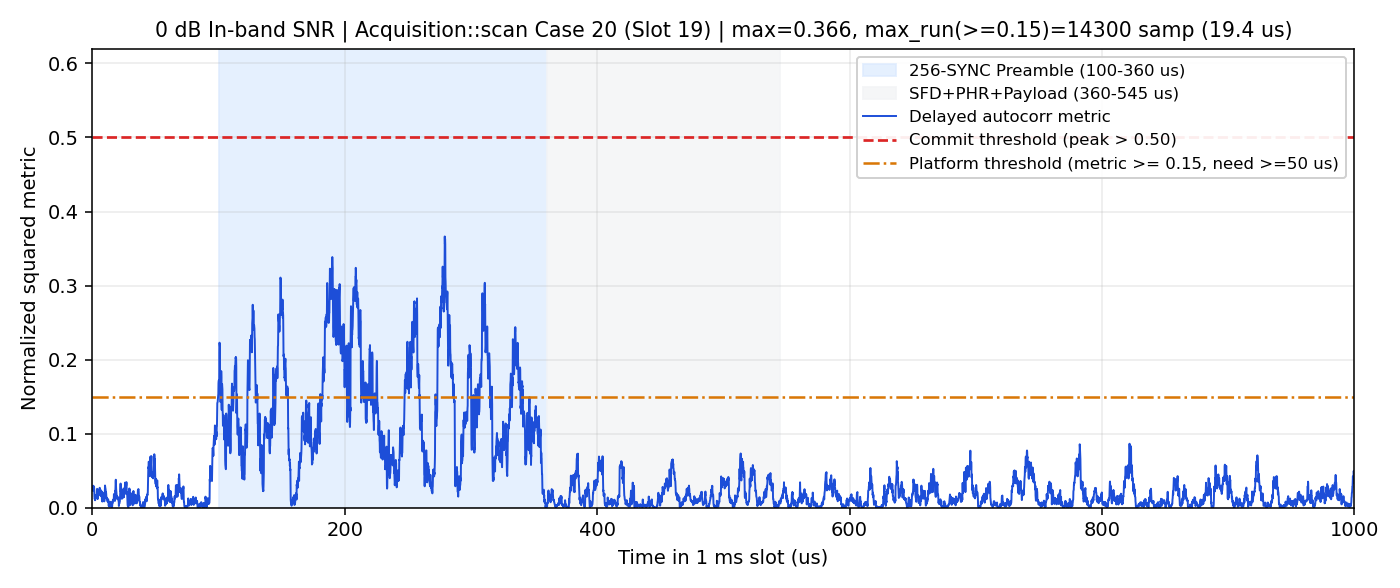 0 dB In-band SNR | Acquisition::scan Case 20 (Slot 19) | max=0.366, max_run(>=0.15)=14300 samp (19.4 us)
256-SYNC Preamble (100-360 us)
SFD+PHR+Payload (360-545 us)
Delayed autocorr metric
Commit threshold (peak > 0.50)
Platform threshold (metric >= 0.15, need >=50 us)
Normalized squared metric
0.6
0.5
0.4
0.3
0.2
0.1
0.0
0 200 400 600 800 1000
Time in 1 ms slot (us)